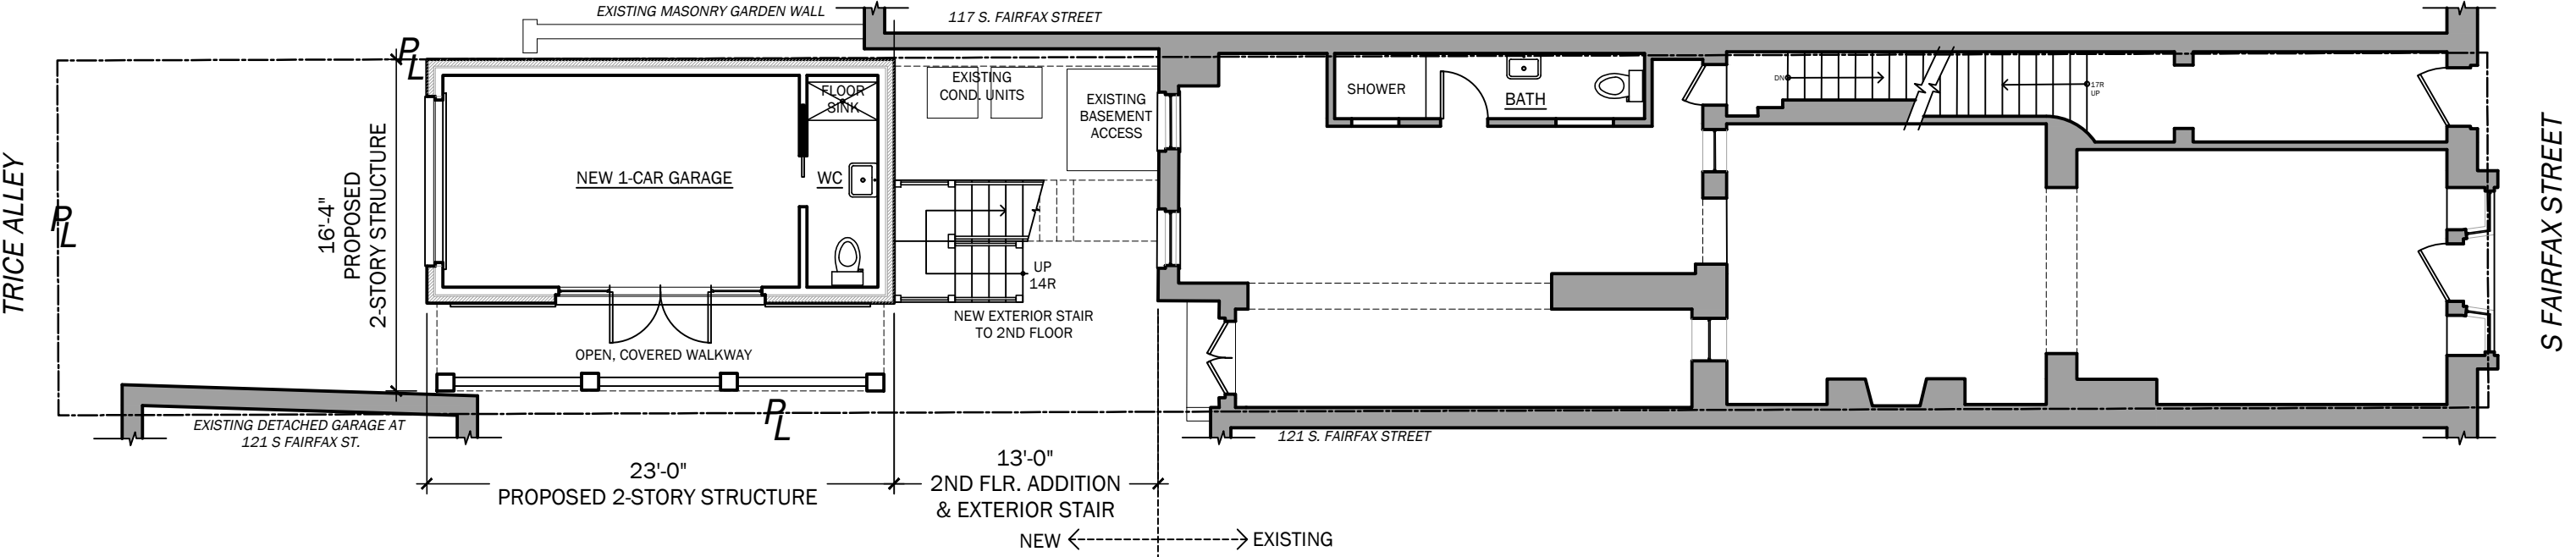 EXISTING MASONRY GARDEN WALL
117 S. FAIRFAX STREET
PL
TRICE ALLEY
PL
16'-4"
PROPOSED
2-STORY STRUCTURE
NEW 1-CAR GARAGE
FLOOR
SINK
WC
EXISTING
COND. UNITS
EXISTING
BASEMENT
ACCESS
UP
14R
NEW EXTERIOR STAIR
TO 2ND FLOOR
OPEN, COVERED WALKWAY
SHOWER
BATH
DN
17R
UP
S FAIRFAX STREET
EXISTING DETACHED GARAGE AT
121 S FAIRFAX ST.
PL
121 S. FAIRFAX STREET
23'-0"
PROPOSED 2-STORY STRUCTURE
13'-0"
2ND FLR. ADDITION
& EXTERIOR STAIR
NEW
EXISTING